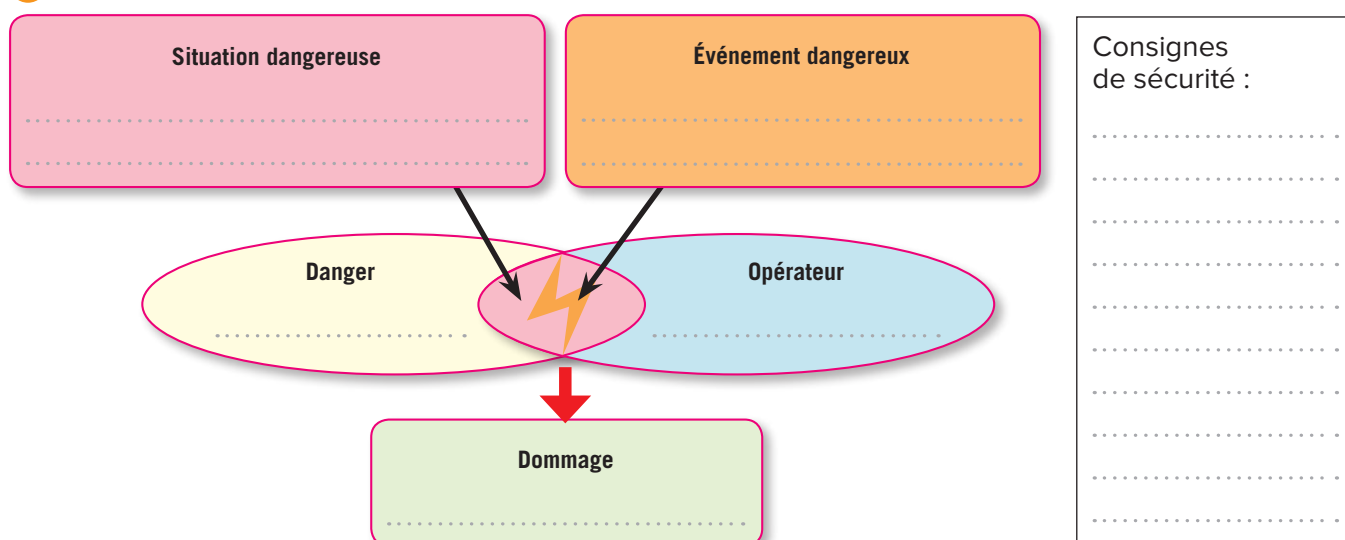 Situation dangereuse
Événement dangereux
Danger
Opérateur
Dommage
Consignes
de sécurité :